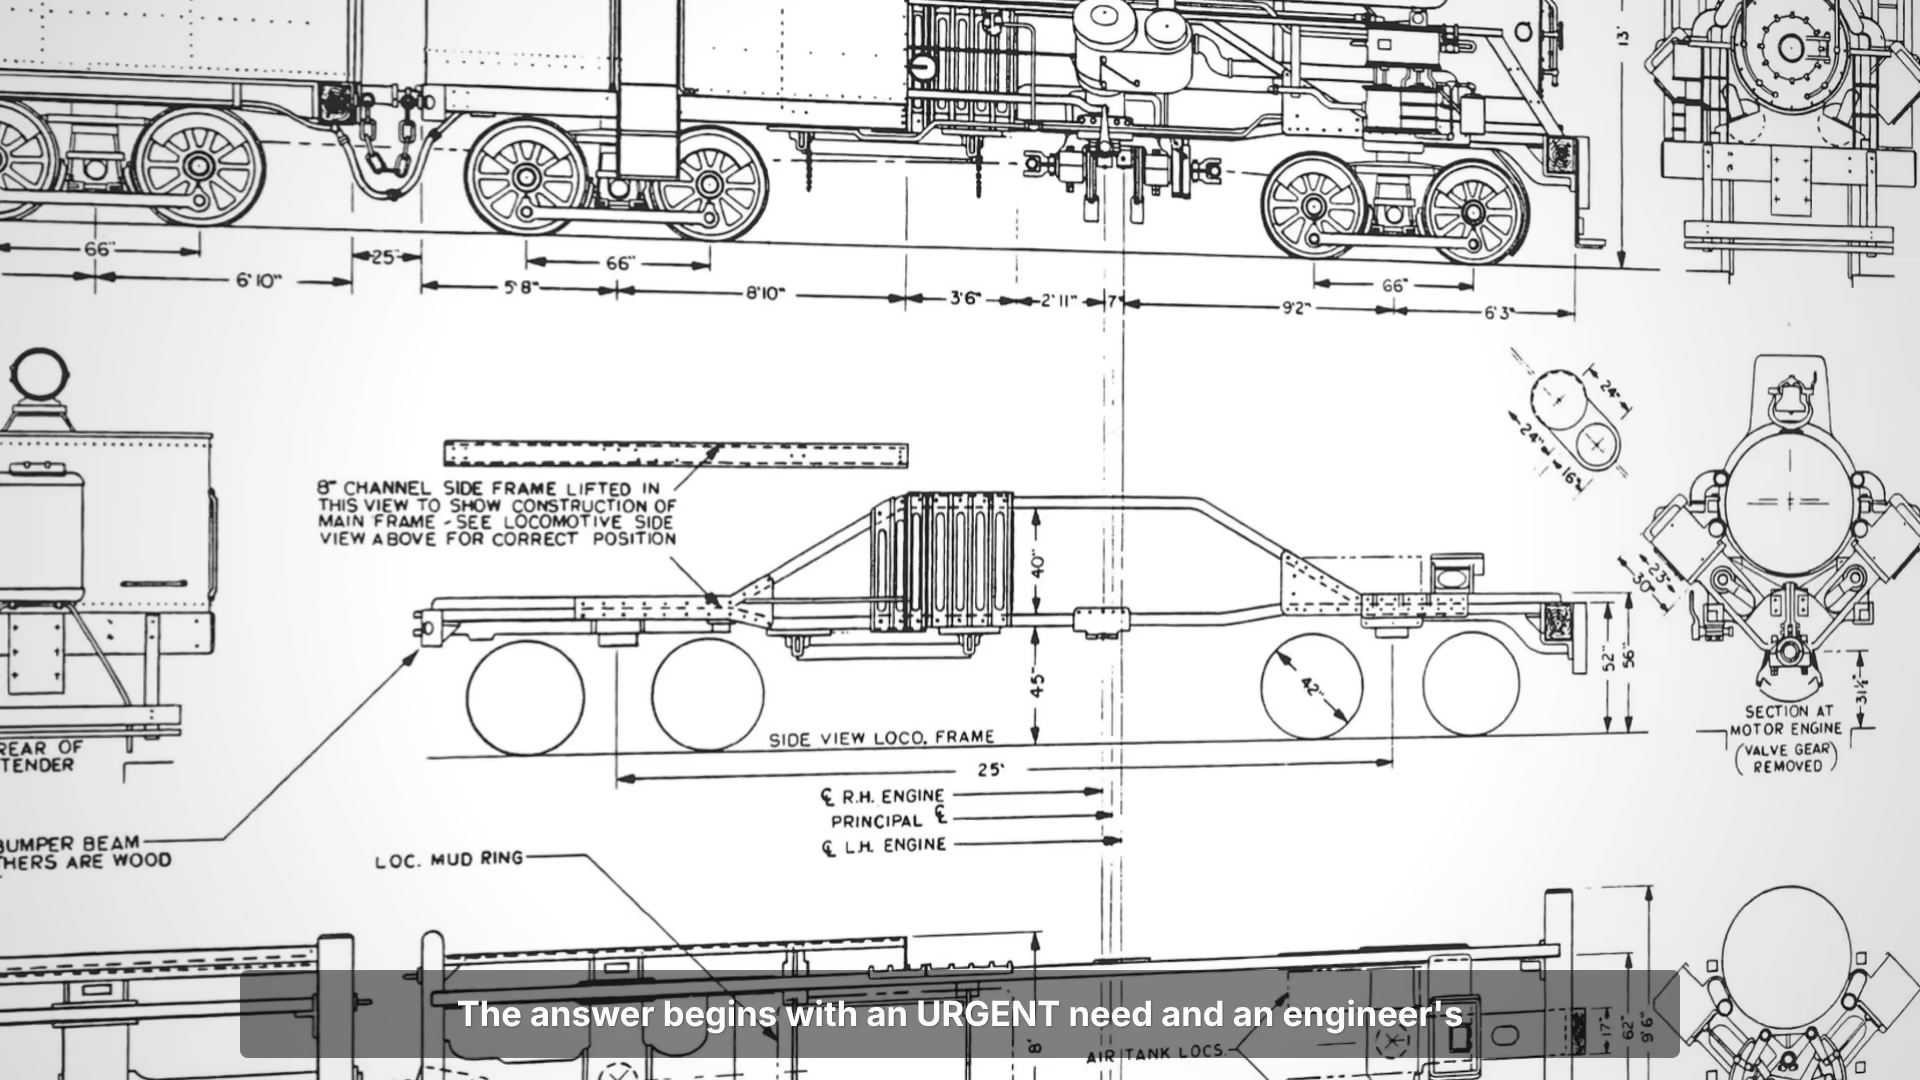 13'
66"
25"
66"
66"
6'10"
5'8"
8'10"
3'6"
2'11"
7"
9'2"
6'3"
24"
24"
16"
8" CHANNEL SIDE FRAME LIFTED IN
THIS VIEW TO SHOW CONSTRUCTION OF
MAIN FRAME - SEE LOCOMOTIVE SIDE
VIEW ABOVE FOR CORRECT POSITION
40"
23"
30"
45"
42"
52"
56"
31½"
SIDE VIEW LOCO. FRAME
25'
SECTION AT
MOTOR ENGINE
(VALVE GEAR
REMOVED)
REAR OF
TENDER
℄ R.H. ENGINE
PRINCIPAL ℄
℄ L.H. ENGINE
BUMPER BEAM
THERS ARE WOOD
LOC. MUD RING
The answer begins with an URGENT need and an engineer's
8'
AIR TANK LOCS.
17"
62"
9'6"